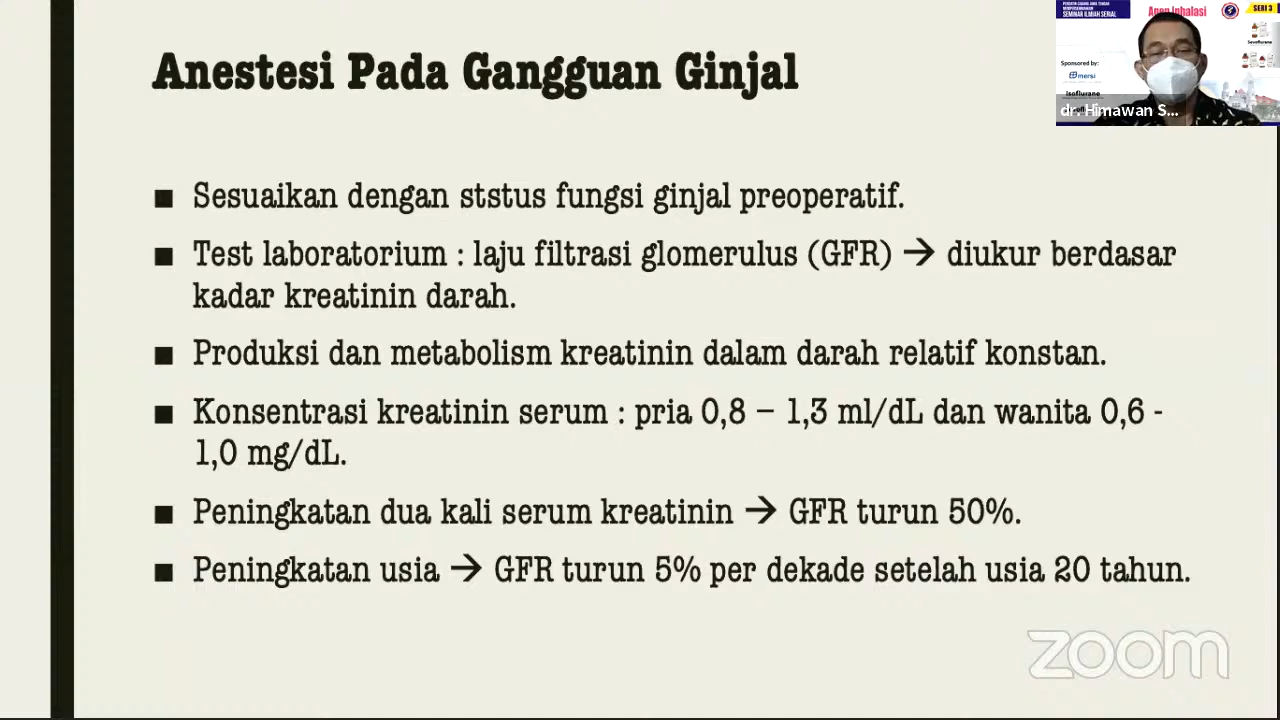 Anestesi Pada Gangguan Ginjal
■ Sesuaikan dengan ststus fungsi ginjal preoperatif.
■ Test laboratorium : laju filtrasi glomerulus (GFR) → diukur berdasar
kadar kreatinin darah.
■ Produksi dan metabolism kreatinin dalam darah relatif konstan.
■ Konsentrasi kreatinin serum : pria 0,8 – 1,3 ml/dL dan wanita 0,6 -
1,0 mg/dL.
■ Peningkatan dua kali serum kreatinin → GFR turun 50%.
■ Peningkatan usia → GFR turun 5% per dekade setelah usia 20 tahun.
SEMINAR ILMIAH SERIAL
Agen Inhalasi
SERI 3
Sevoflurane
Sponsored by:
mersi
Isoflurane
dr. Himawan S...
zoom